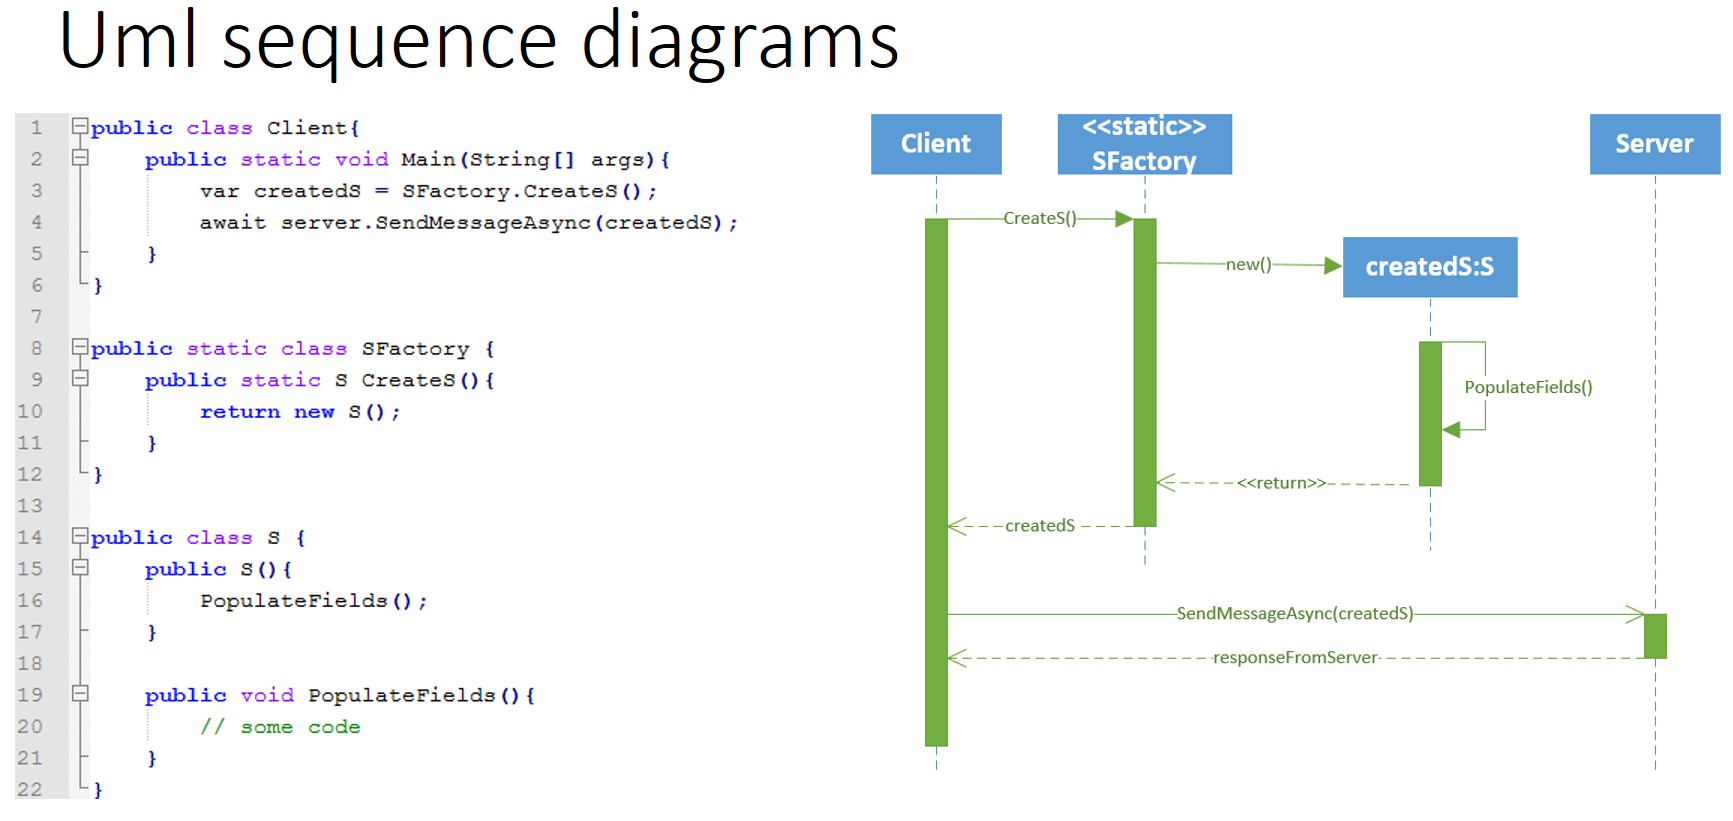 Uml sequence diagrams
1 public class Client{
2 public static void Main(String[] args){
3 var createdS = SFactory.CreateS();
4 await server.SendMessageAsync(createdS);
5 }
6 }
7
8 public static class SFactory {
9 public static S CreateS(){
10 return new S();
11 }
12 }
13
14 public class S {
15 public S(){
16 PopulateFields();
17 }
18
19 public void PopulateFields(){
20 // some code
21 }
22 }
Client
<<static>>
SFactory
Server
CreateS()
new()
createdS:S
PopulateFields()
<<return>>
createdS
SendMessageAsync(createdS)
responseFromServer